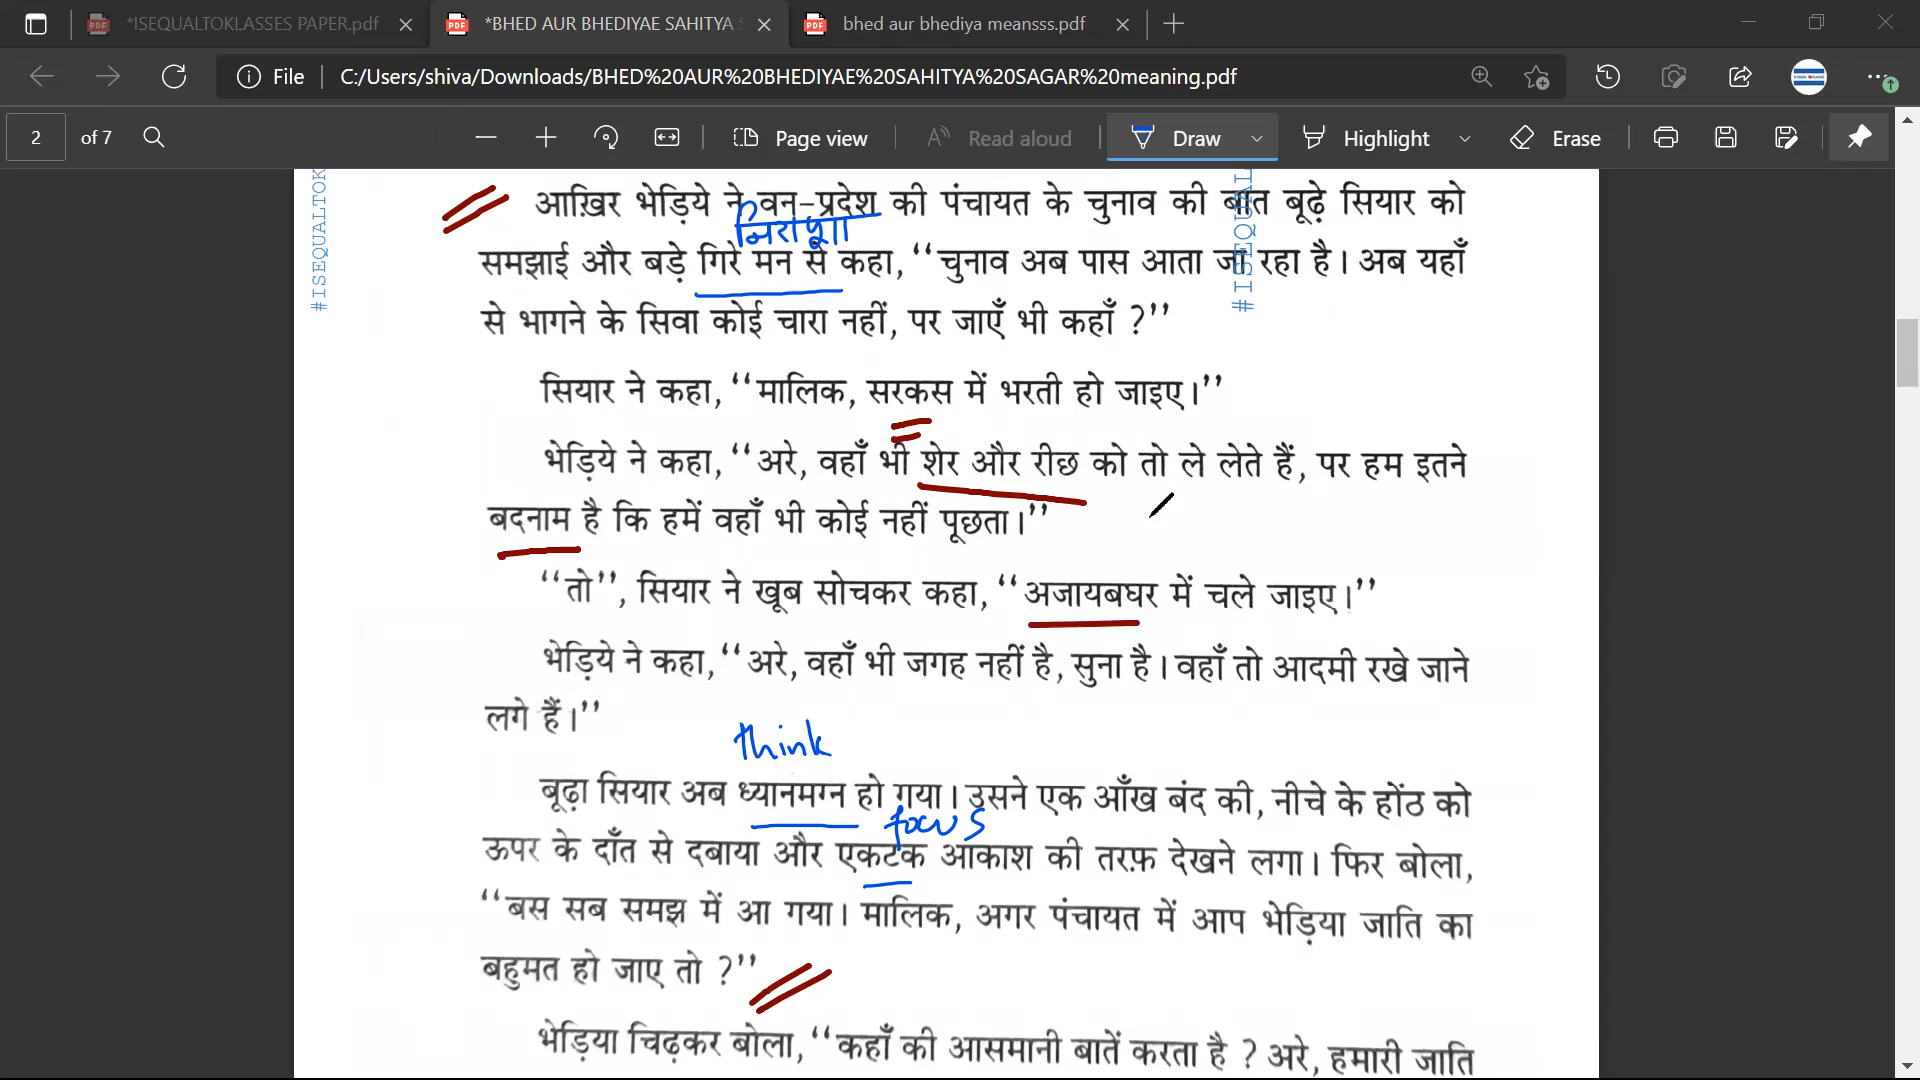 *ISEQUALTOKLASSES PAPER.pdf
*BHED AUR BHEDIYAE SAHITYA S
bhed aur bhediya meansss.pdf
File
C:/Users/shiva/Downloads/BHED%20AUR%20BHEDIYAE%20SAHITYA%20SAGAR%20meaning.pdf
2 of 7
Page view
Read aloud
Draw
Highlight
Erase
#ISEQUALTOK
#ISEQUAL
आख़िर भेड़िये ने वन-प्रदेश की पंचायत के चुनाव की बात बूढ़े सियार को
समझाई और बड़े गिरे मन से कहा, ‘‘चुनाव अब पास आता जा रहा है। अब यहाँ
से भागने के सिवा कोई चारा नहीं, पर जाएँ भी कहाँ ?’’
सियार ने कहा, ‘‘मालिक, सरकस में भरती हो जाइए।’’
भेड़िये ने कहा, ‘‘अरे, वहाँ भी शेर और रीछ को तो ले लेते हैं, पर हम इतने
बदनाम है कि हमें वहाँ भी कोई नहीं पूछता।’’
‘‘तो’’, सियार ने खूब सोचकर कहा, ‘‘अजायबघर में चले जाइए।’’
भेड़िये ने कहा, ‘‘अरे, वहाँ भी जगह नहीं है, सुना है। वहाँ तो आदमी रखे जाने
लगे हैं।’’
think
बूढ़ा सियार अब ध्यानमग्न हो गया। उसने एक आँख बंद की, नीचे के होंठ को
focus
ऊपर के दाँत से दबाया और एकटक आकाश की तरफ़ देखने लगा। फिर बोला,
‘‘बस सब समझ में आ गया। मालिक, अगर पंचायत में आप भेड़िया जाति का
बहुमत हो जाए तो ?’’
भेड़िया चिढ़कर बोला, ‘‘कहाँ की आसमानी बातें करता है ? अरे, हमारी जाति